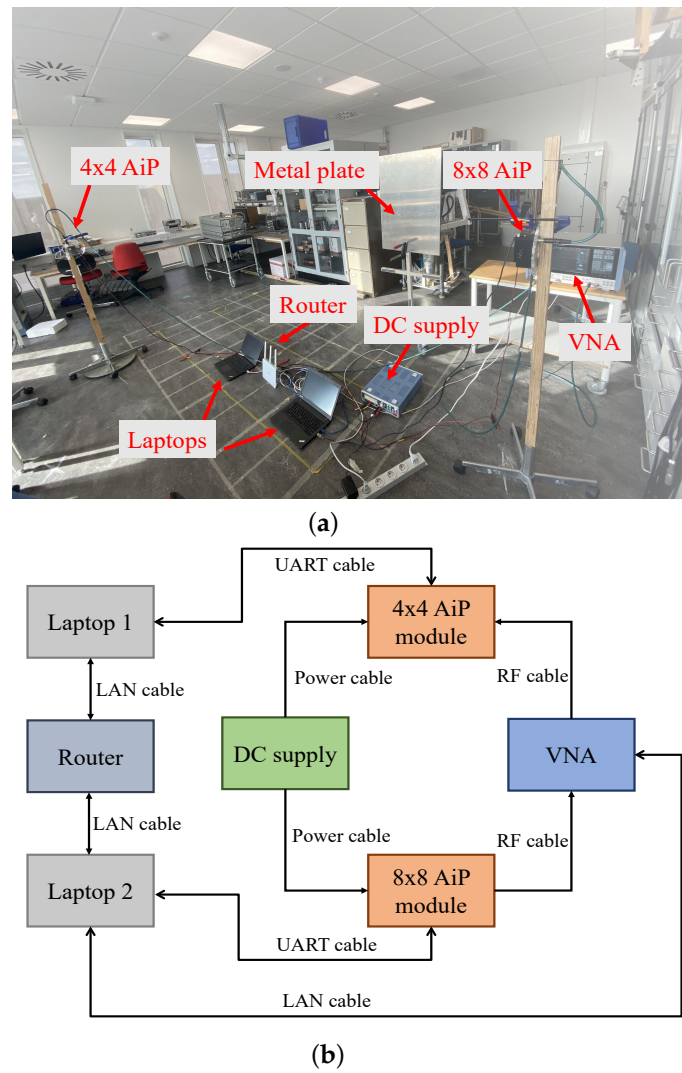 4x4 AiP
Metal plate
8x8 AiP
Router
DC supply
VNA
Laptops
(a)
UART cable
Laptop 1
4x4 AiP
module
LAN cable
Power cable
RF cable
Router
DC supply
VNA
LAN cable
Power cable
RF cable
Laptop 2
8x8 AiP
module
UART cable
LAN cable
(b)